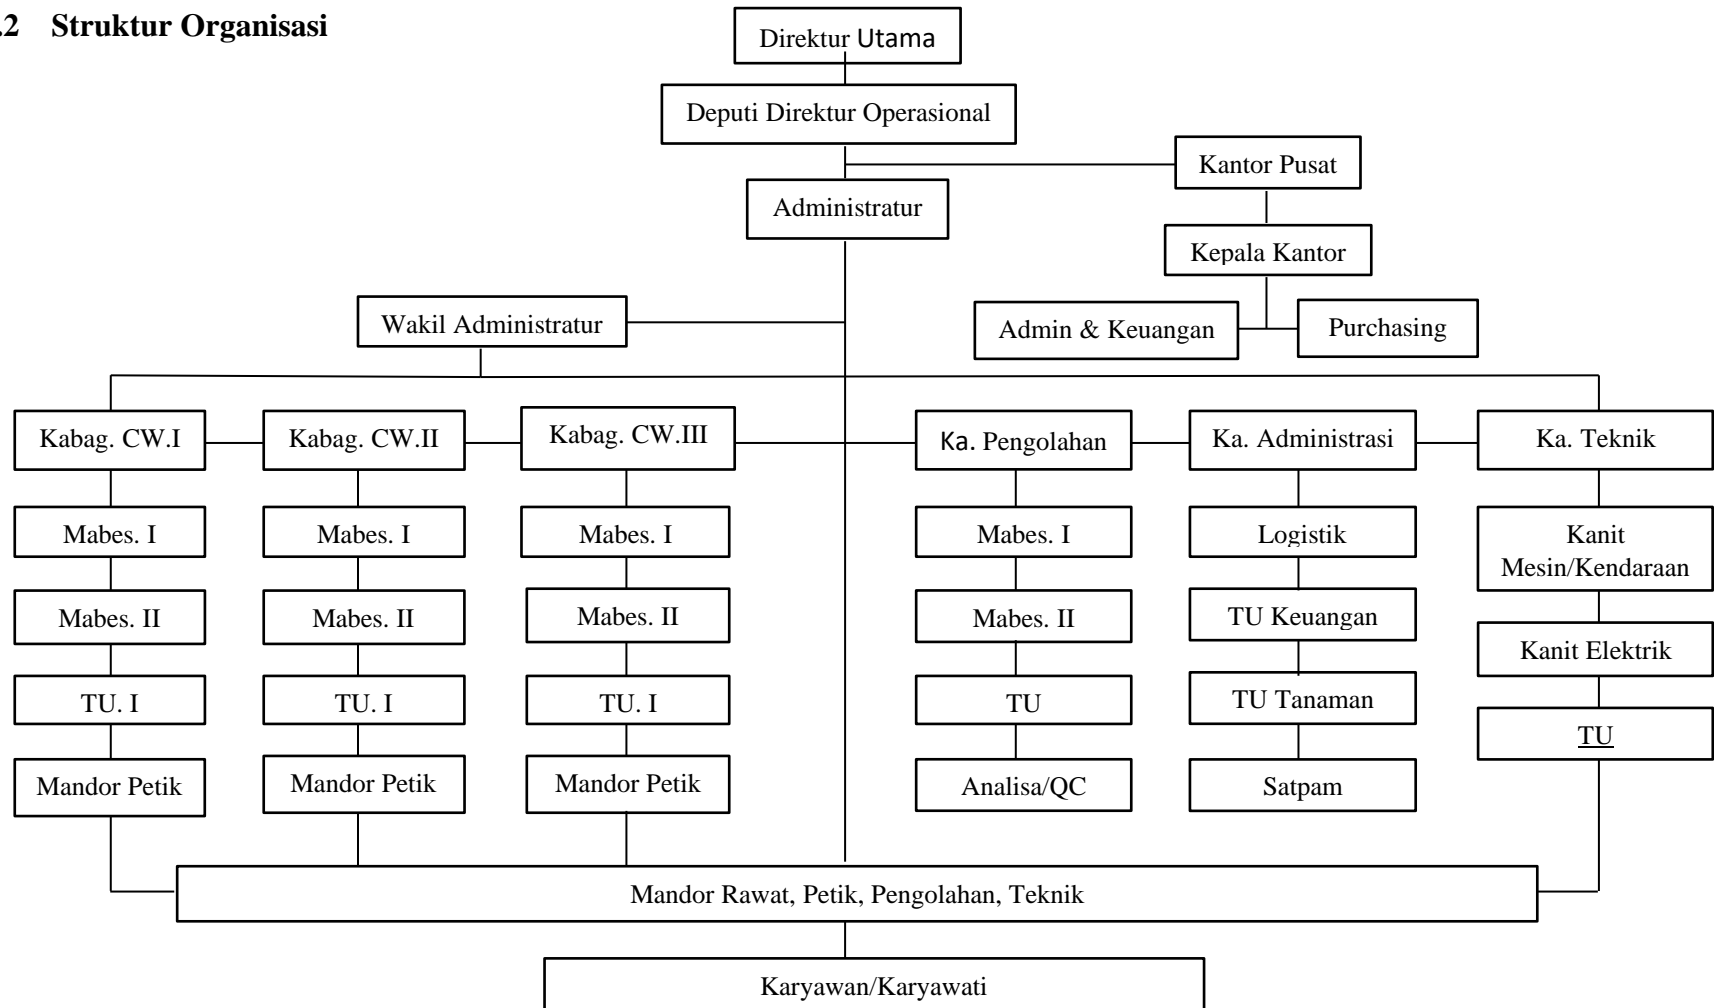 .2 Struktur Organisasi
Direktur Utama
Deputi Direktur Operasional
Kantor Pusat
Administratur
Kepala Kantor
Wakil Administratur
Admin & Keuangan
Purchasing
Kabag. CW.I
Kabag. CW.II
Kabag. CW.III
Ka. Pengolahan
Ka. Administrasi
Ka. Teknik
Mabes. I
Mabes. I
Mabes. I
Mabes. I
Logistik
Kanit
Mesin/Kendaraan
Mabes. II
Mabes. II
Mabes. II
Mabes. II
TU Keuangan
Kanit Elektrik
TU. I
TU. I
TU. I
TU
TU Tanaman
TU
Mandor Petik
Mandor Petik
Mandor Petik
Analisa/QC
Satpam
Mandor Rawat, Petik, Pengolahan, Teknik
Karyawan/Karyawati